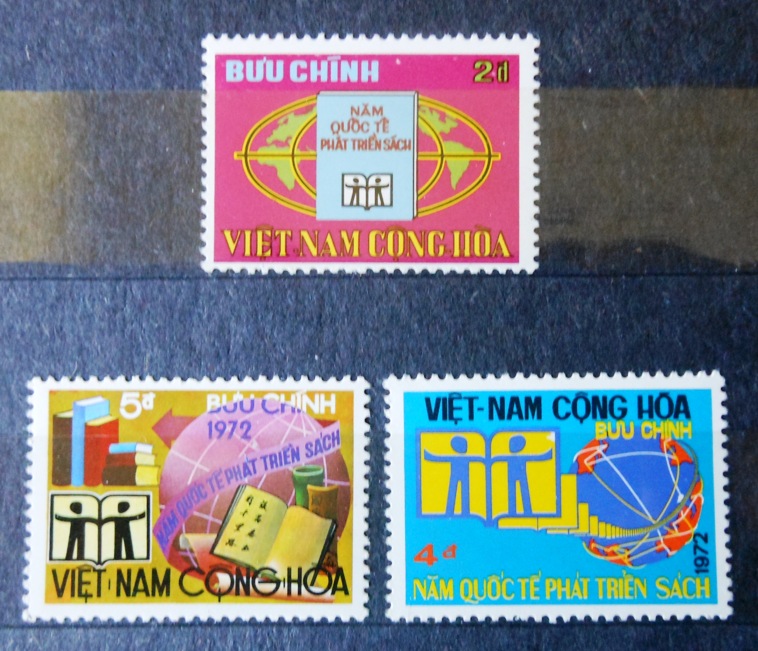 BƯU CHÍNH 2đ
NĂM
QUỐC TẾ
PHÁT TRIỂN SÁCH
VIỆT-NAM CỘNG-HÒA
5đ BƯU CHÍNH
1972
NĂM QUỐC TẾ PHÁT TRIỂN SÁCH
VIỆT-NAM CỘNG-HÒA
VIỆT-NAM CỘNG HÒA
BƯU CHÍNH
4đ
1972
NĂM QUỐC TẾ PHÁT TRIỂN SÁCH